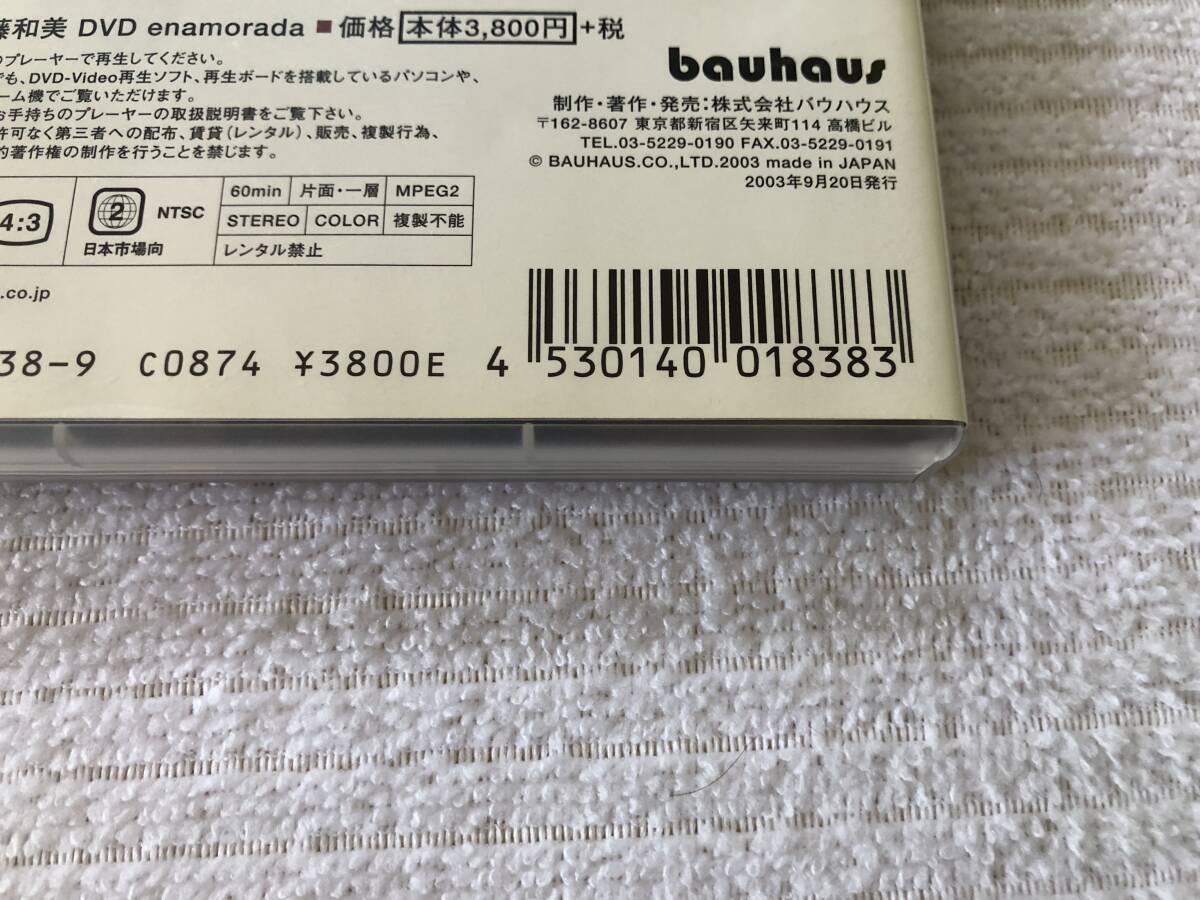 藤和美 DVD enamorada ■ 価格 本体3,800円 +税
のプレーヤーで再生してください。
でも、DVD-Video再生ソフト、再生ボードを搭載しているパソコンや、
ーム機でご覧いただけます。
お手持ちのプレーヤーの取扱説明書をご覧下さい。
許可なく第三者への配布、賃貸（レンタル）、販売、複製行為、
的著作権の制作を行うことを禁じます。
bauhaus
制作・著作・発売：株式会社バウハウス
〒162-8607 東京都新宿区矢来町114 高橋ビル
TEL.03-5229-0190 FAX.03-5229-0191
© BAUHAUS.CO.,LTD.2003 made in JAPAN
2003年9月20日発行
4:3
2
NTSC
日本市場向
60min 片面・一層 MPEG2
STEREO COLOR 複製不能
レンタル禁止
.co.jp
38-9 C0874 ¥3800E
4 530140 018383